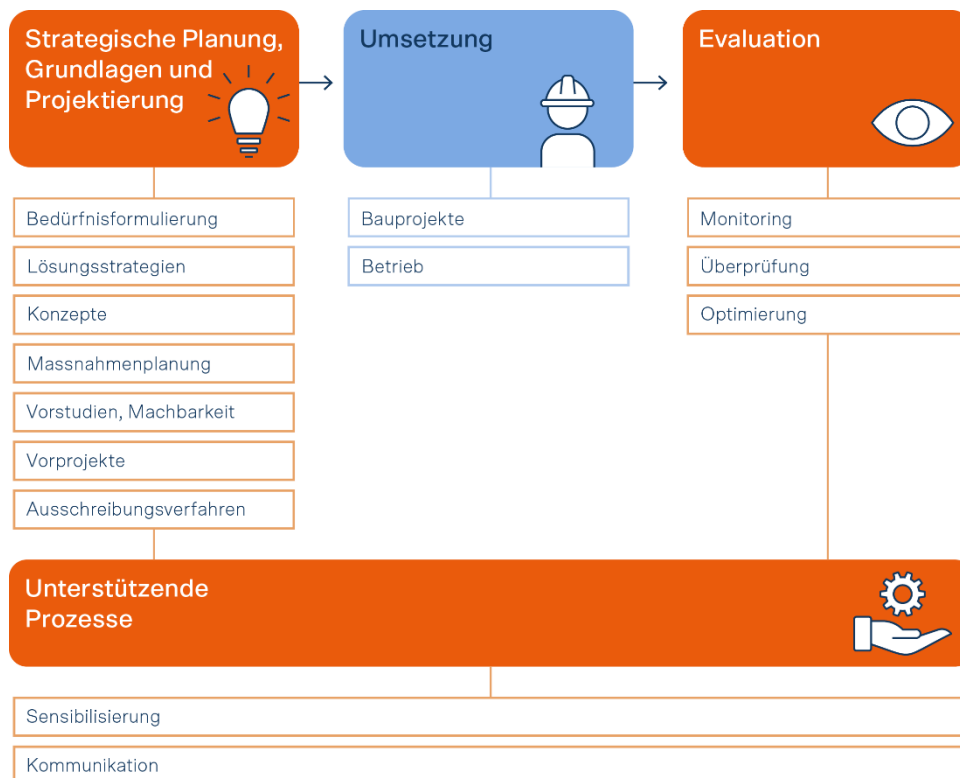 Strategische Planung,
Grundlagen und
Projektierung
Bedürfnisformulierung
Lösungsstrategien
Konzepte
Massnahmenplanung
Vorstudien, Machbarkeit
Vorprojekte
Ausschreibungsverfahren
Umsetzung
Bauprojekte
Betrieb
Evaluation
Monitoring
Überprüfung
Optimierung
Unterstützende
Prozesse
Sensibilisierung
Kommunikation